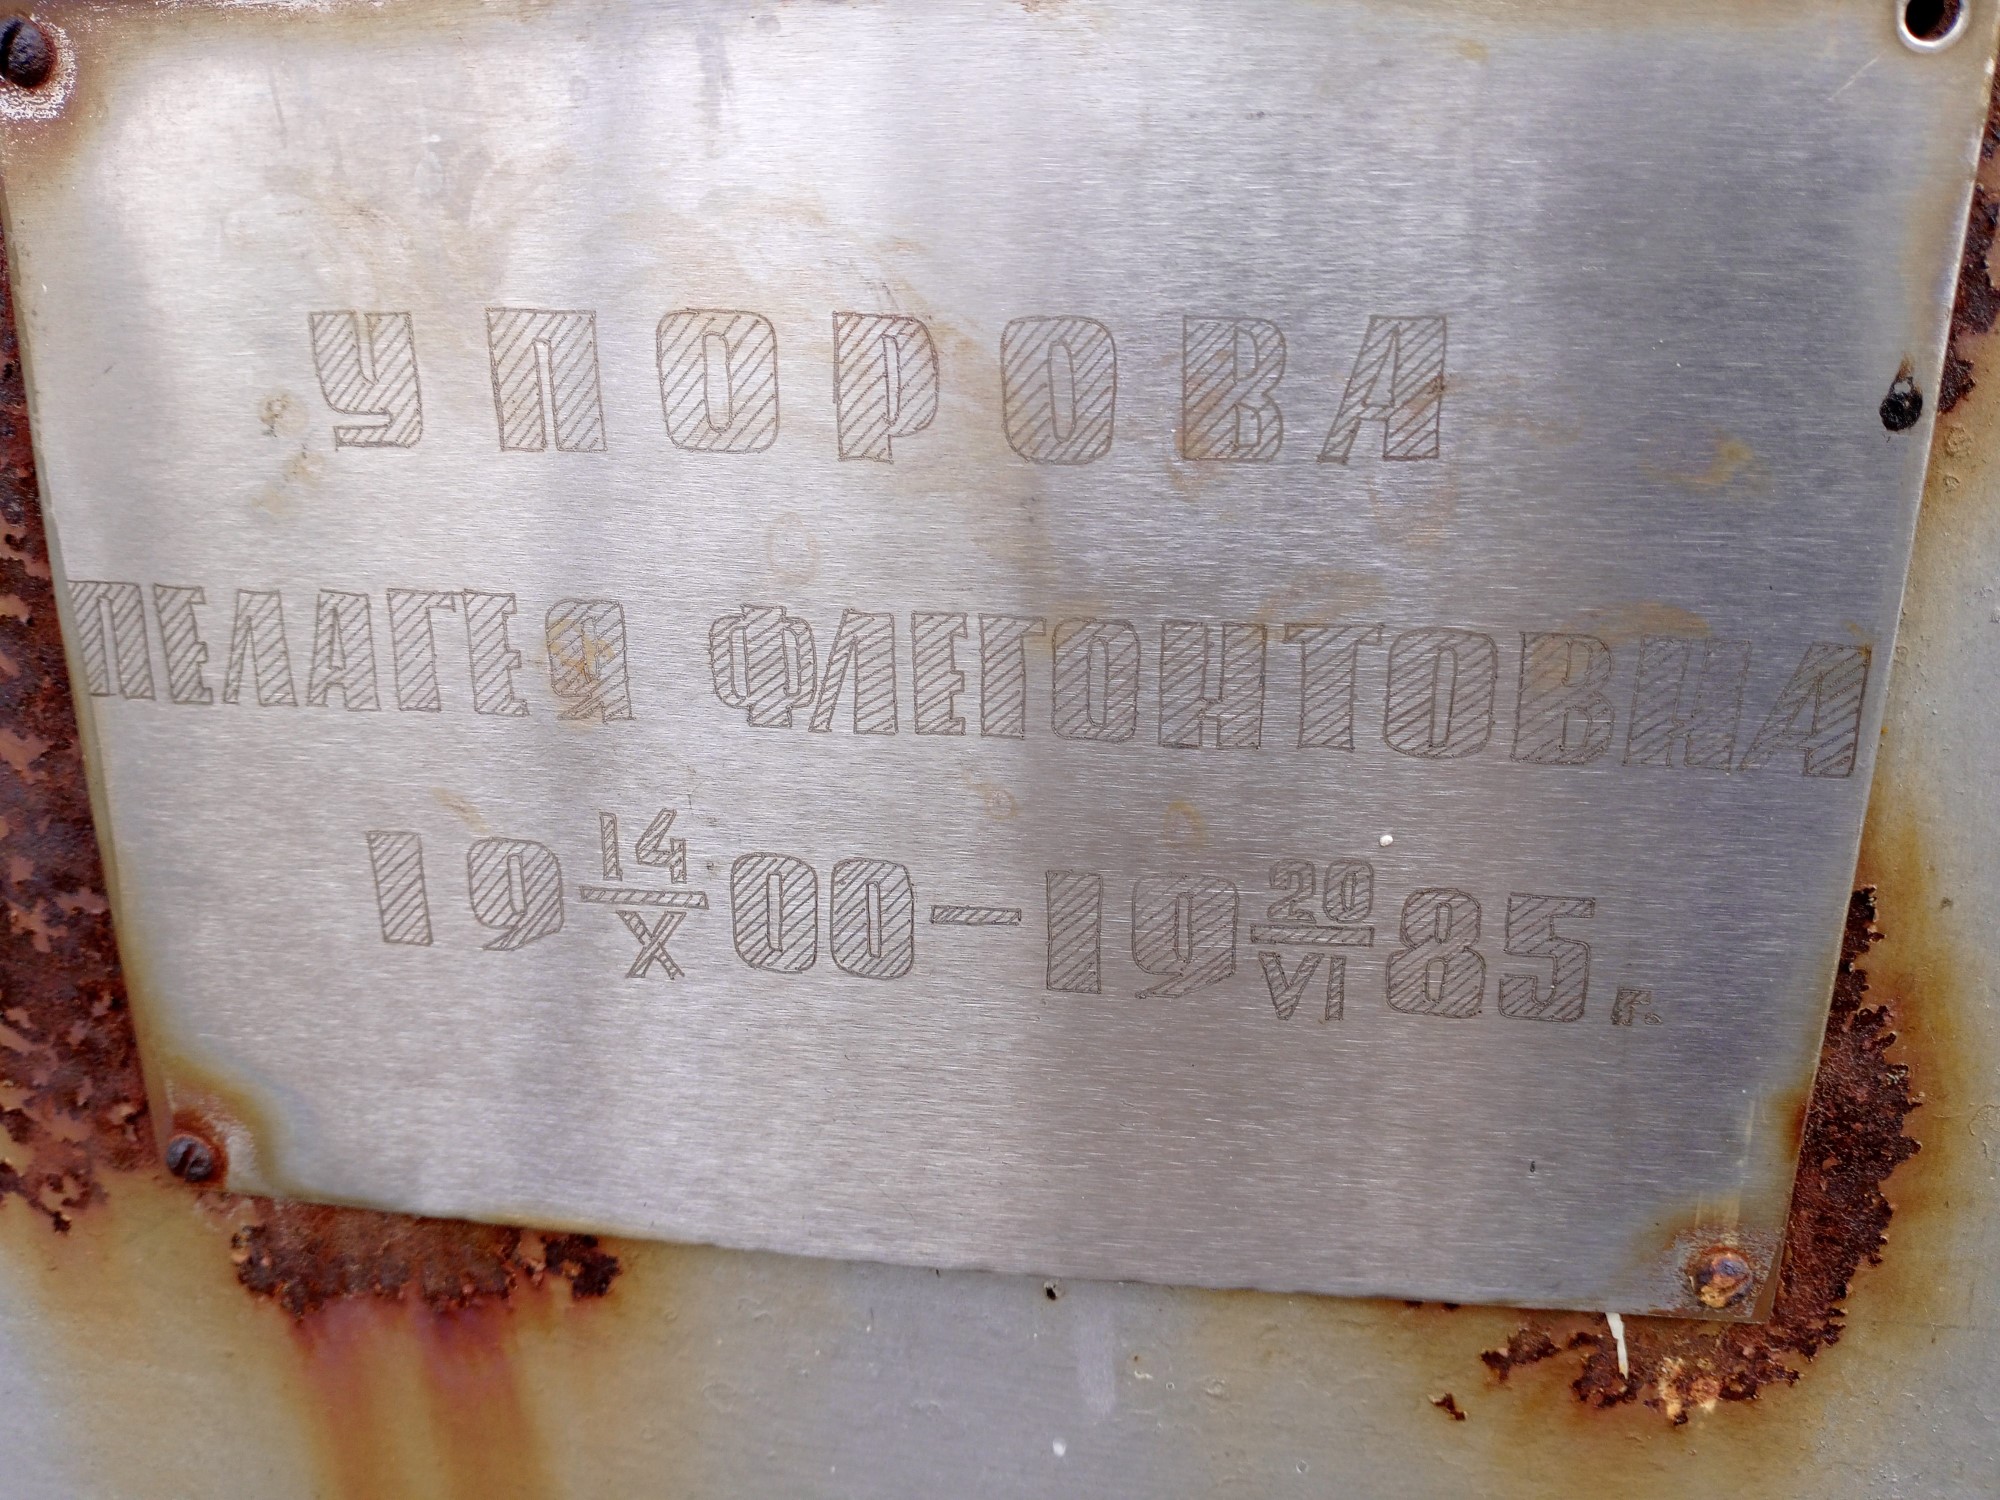 УПОРОВА
ПЕЛАГЕЯ ФЛЕГОНТОВНА
19 14/X 00 – 19 20/VI 85 г.